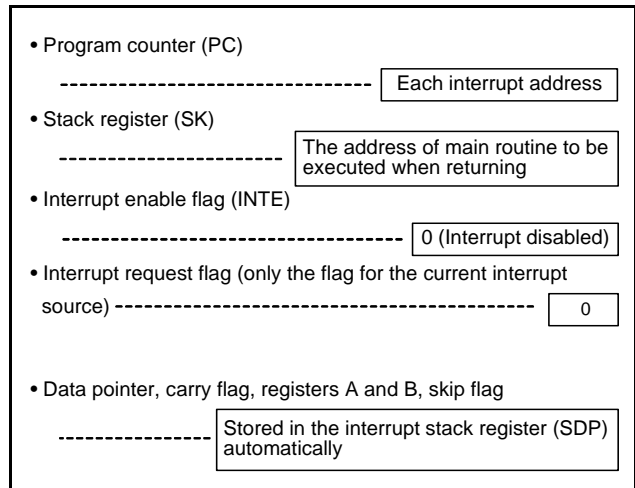 • Program counter (PC)
Each interrupt address
• Stack register (SK)
The address of main routine to be
executed when returning
• Interrupt enable flag (INTE)
0 (Interrupt disabled)
• Interrupt request flag (only the flag for the current interrupt
source)
0
• Data pointer, carry flag, registers A and B, skip flag
Stored in the interrupt stack register (SDP)
automatically